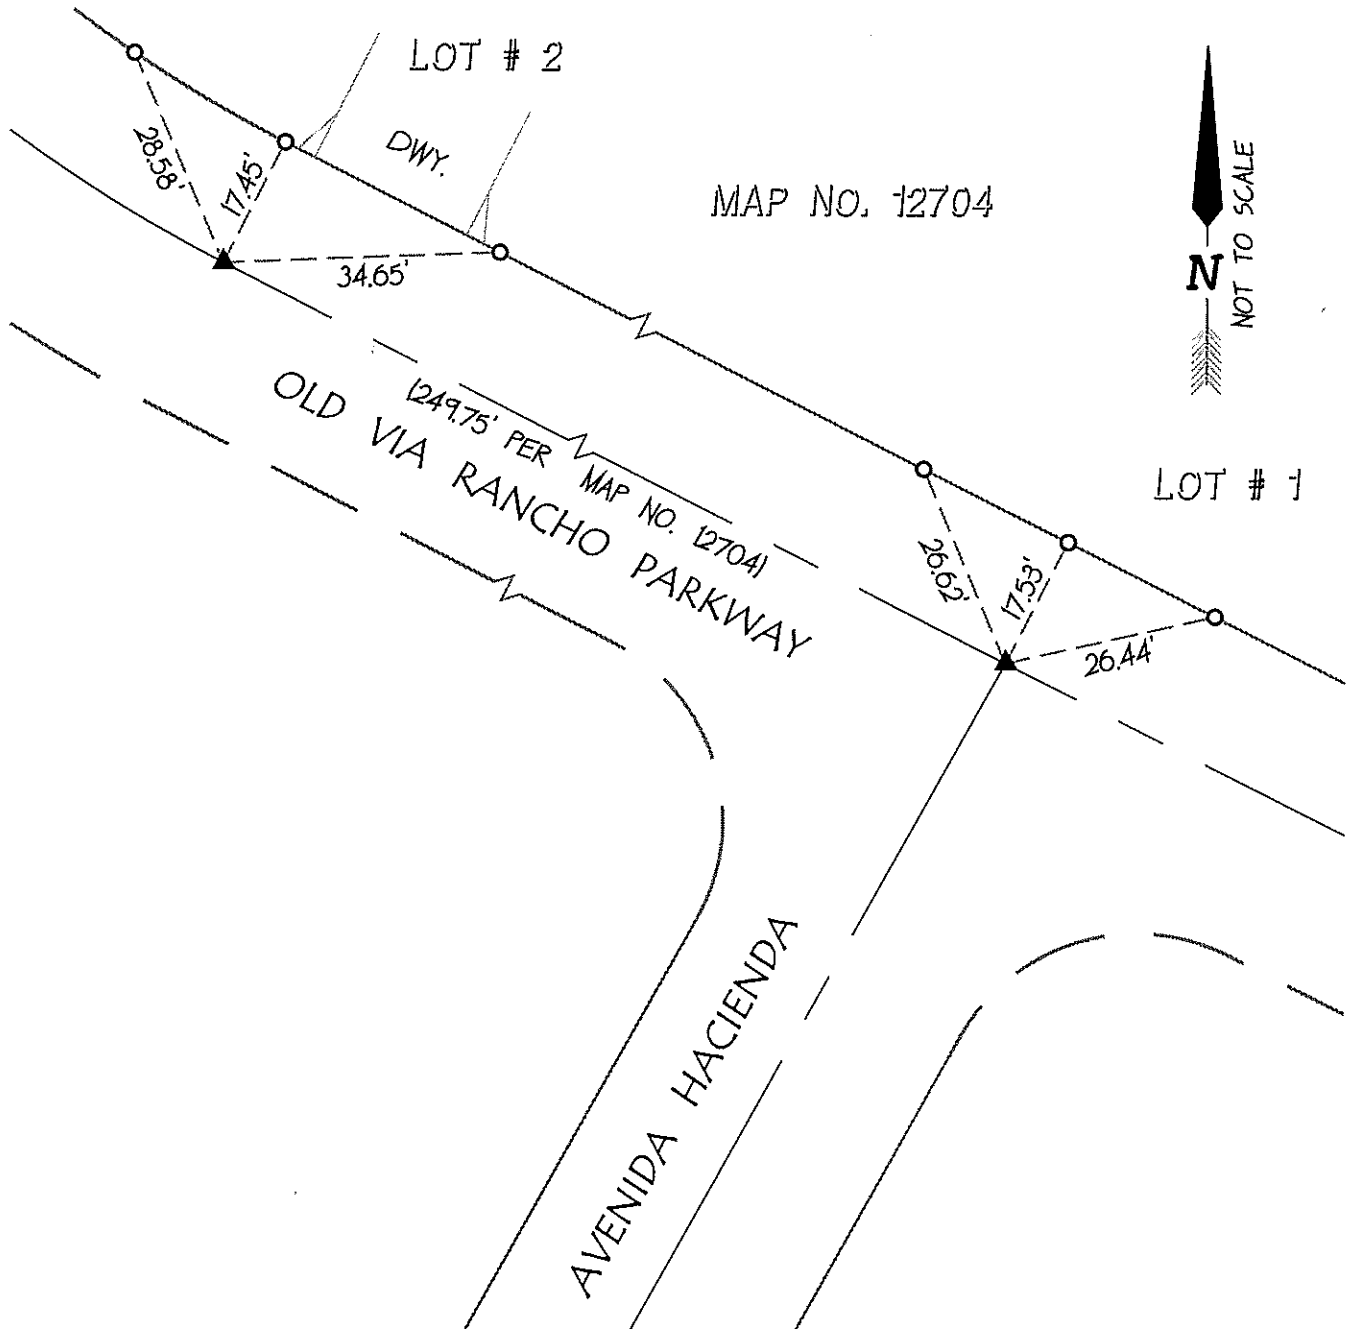 LOT # 2
DWY.
28.58'
17.45'
34.65'
MAP NO. 12704
N
NOT TO SCALE
(249.75' PER MAP NO. 12704)
OLD VIA RANCHO PARKWAY
LOT # 1
26.62'
17.53'
26.44'
AVENIDA HACIENDA